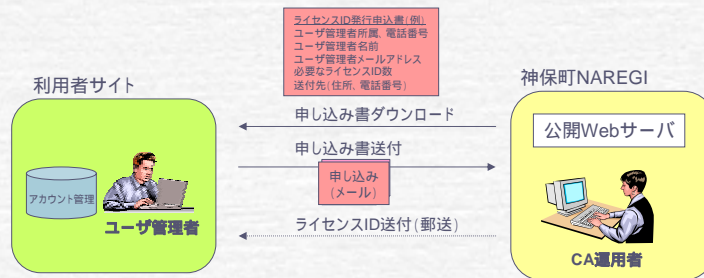 ライセンスID発行申込書(例)
ユーザ管理者所属、電話番号
ユーザ管理者名前
ユーザ管理者メールアドレス
必要なライセンスID数
送付先(住所、電話番号)
利用者サイト
神保町NAREGI
申し込み書ダウンロード
公開Webサーバ
申し込み書送付
申し込み
(メール)
アカウント管理
ユーザ管理者
ライセンスID送付(郵送)
CA運用者